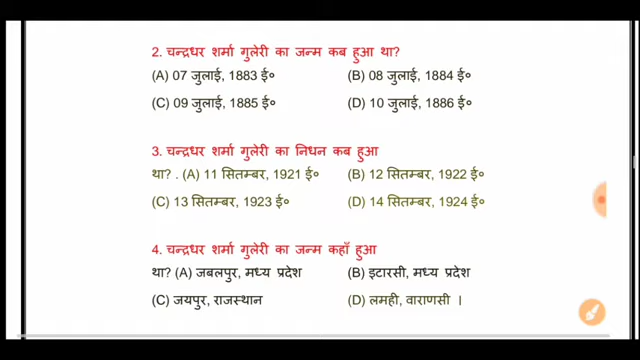 2. चन्द्रधर शर्मा गुलेरी का जन्म कब हुआ था?
(A) 07 जुलाई, 1883 ई० (B) 08 जुलाई, 1884 ई०
(C) 09 जुलाई, 1885 ई० (D) 10 जुलाई, 1886 ई०
3. चन्द्रधर शर्मा गुलेरी का निधन कब हुआ
था? . (A) 11 सितम्बर, 1921 ई० (B) 12 सितम्बर, 1922 ई०
(C) 13 सितम्बर, 1923 ई० (D) 14 सितम्बर, 1924 ई०
4. चन्द्रधर शर्मा गुलेरी का जन्म कहाँ हुआ
था? (A) जबलपुर, मध्य प्रदेश (B) इटारसी, मध्य प्रदेश
(C) जयपुर, राजस्थान (D) लमही, वाराणसी ।